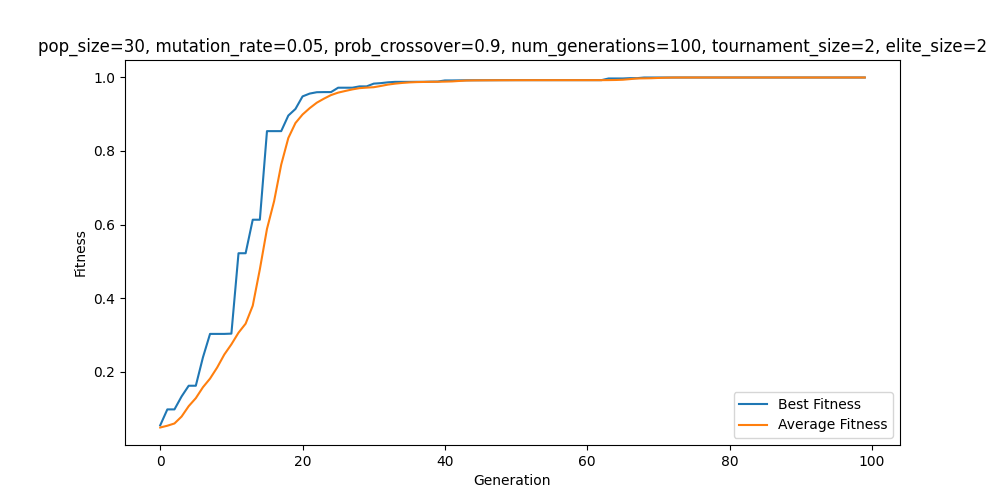 pop_size=30, mutation_rate=0.05, prob_crossover=0.9, num_generations=100, tournament_size=2, elite_size=2
1.0
0.8
0.6
0.4
0.2
Fitness
Best Fitness
Average Fitness
0 20 40 60 80 100
Generation